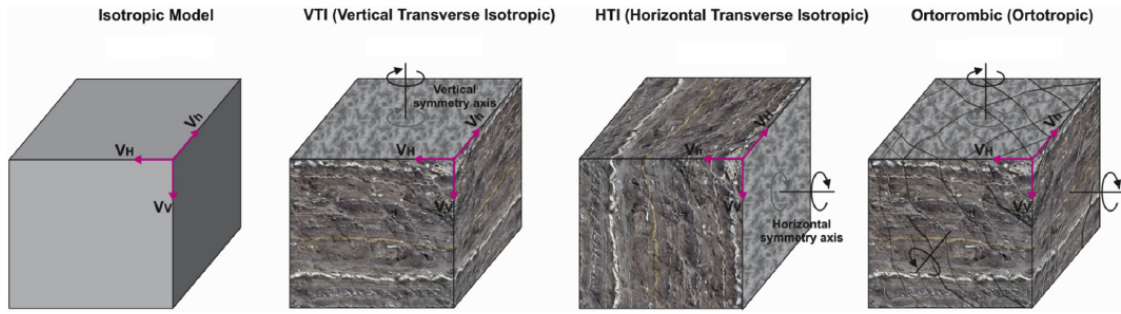 Isotropic Model
VTI (Vertical Transverse Isotropic)
HTI (Horizontal Transverse Isotropic)
Ortorrombic (Ortotropic)
Vh
VH
VV
Vertical
symmetry axis
Vh
VH
VV
VH
VH
VV
Horizontal
symmetry axis
Vh
VH
VV